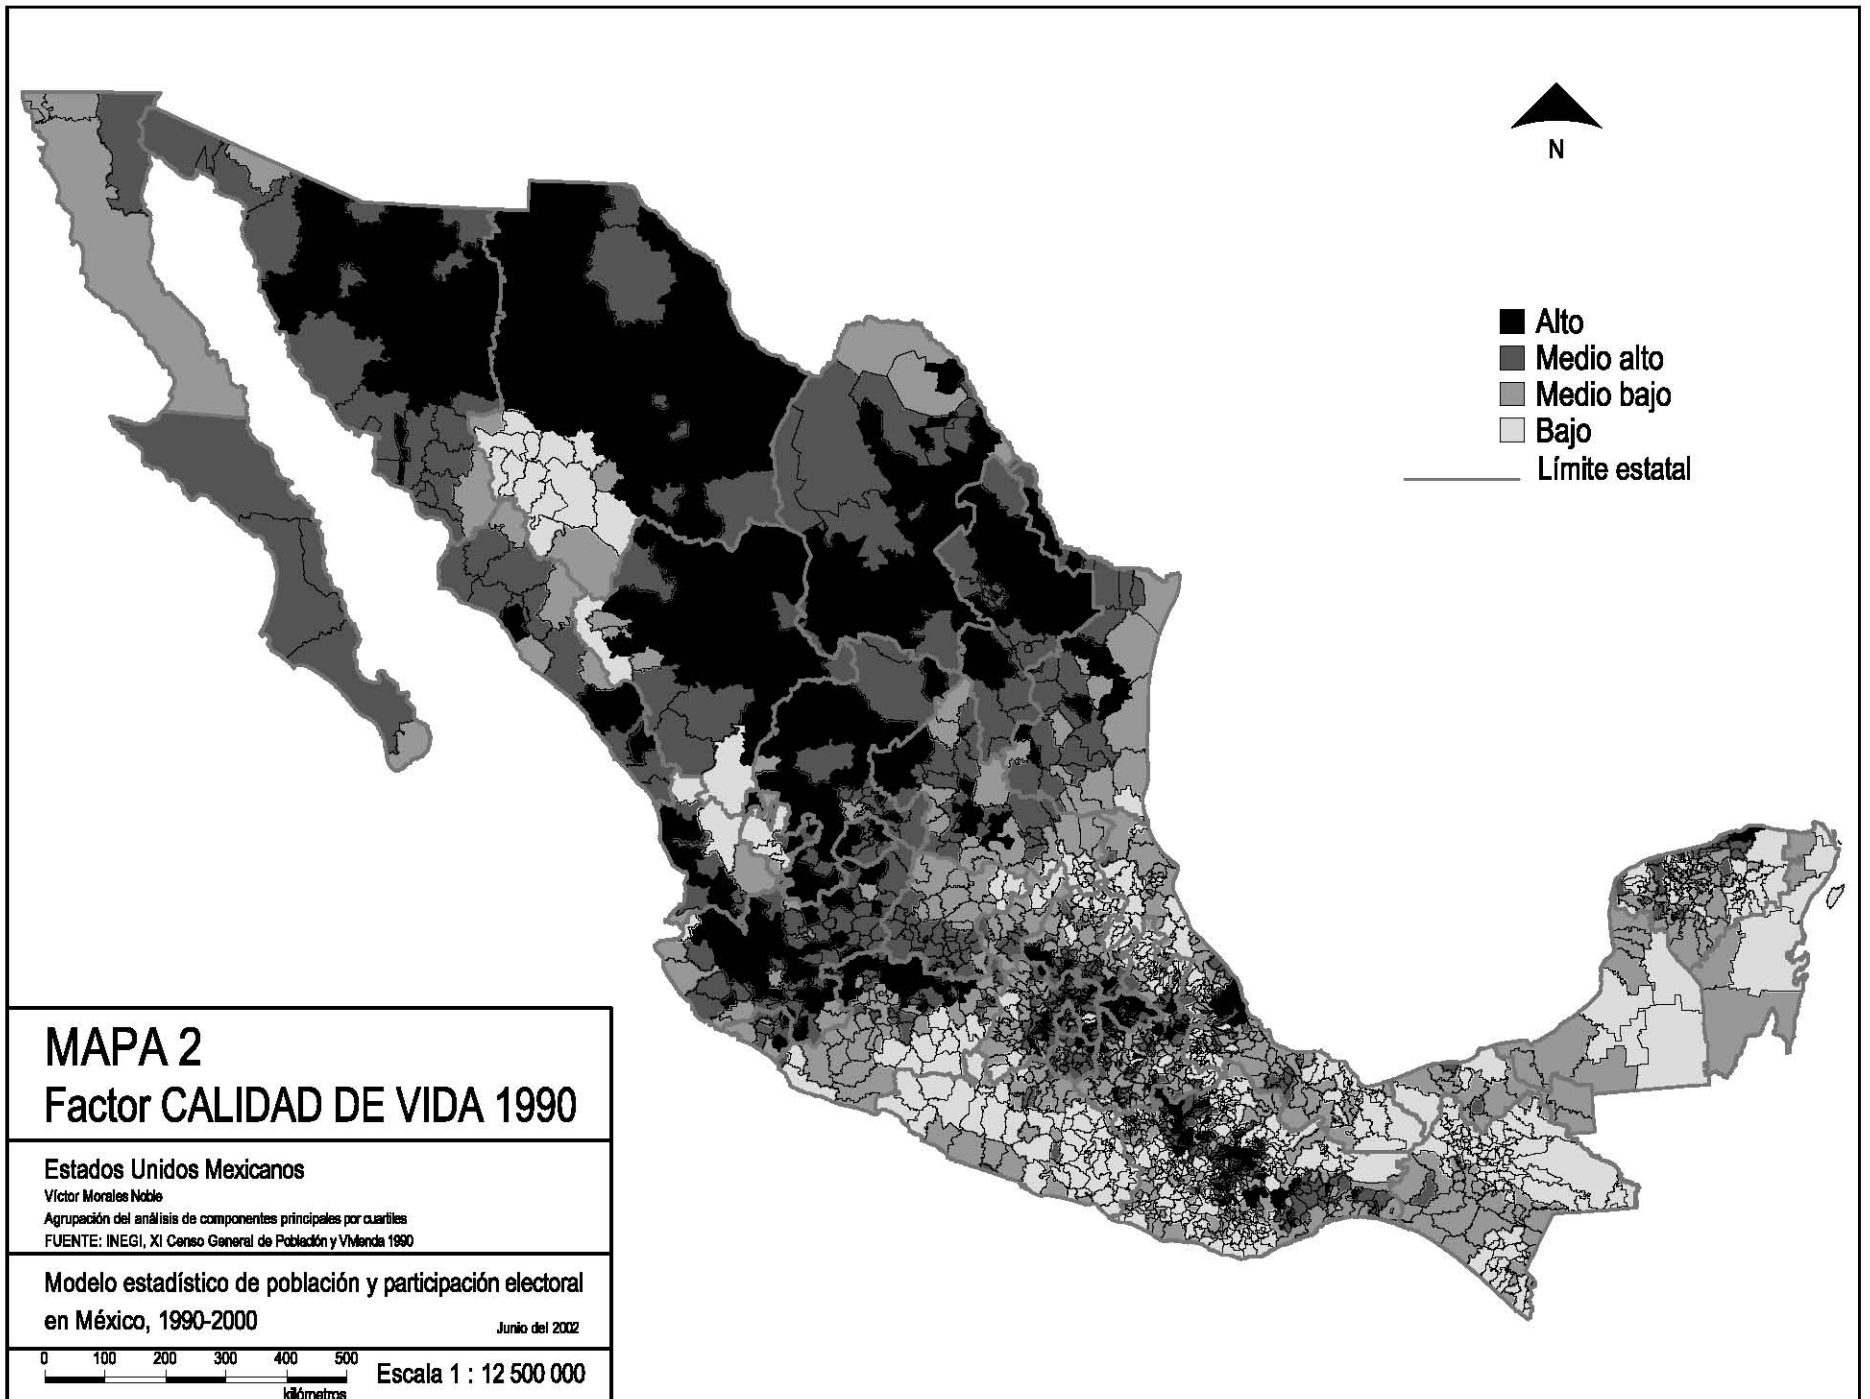 N
Alto
Medio alto
Medio bajo
Bajo
Límite estatal
MAPA 2
Factor CALIDAD DE VIDA 1990
Estados Unidos Mexicanos
Víctor Morales Noble
Agrupación del análisis de componentes principales por cuartiles
FUENTE: INEGI, XI Censo General de Población y Vivienda 1990
Modelo estadístico de población y participación electoral
en México, 1990-2000
Junio del 2002
0 100 200 300 400 500
kilómetros
Escala 1 : 12 500 000